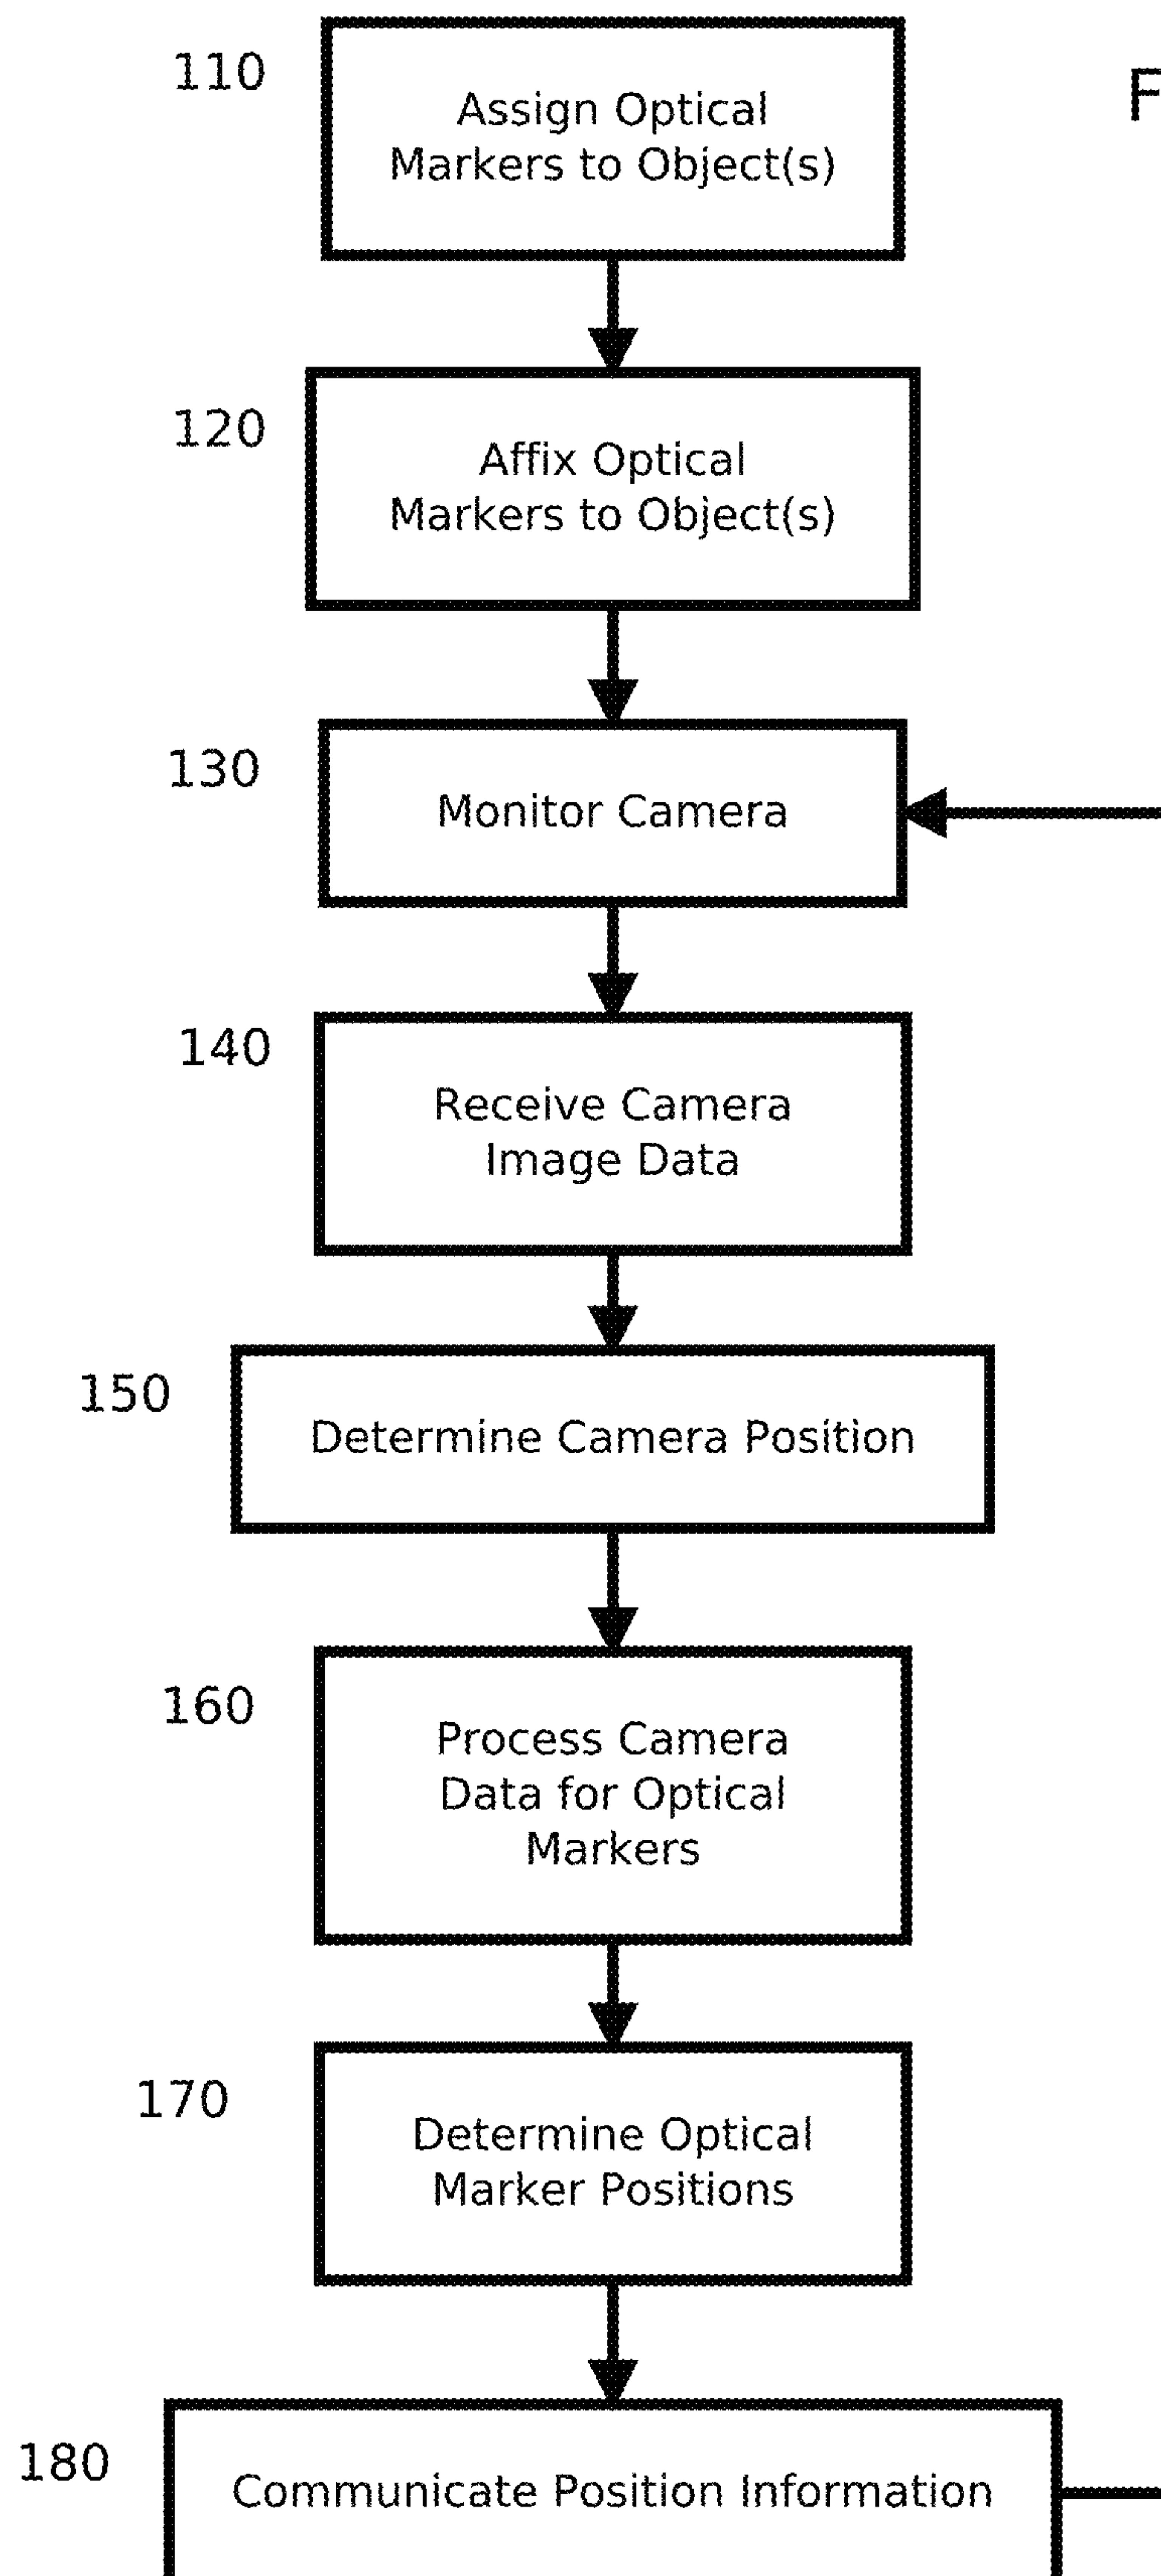 110
Assign Optical
Markers to Object(s)
F
120
Affix Optical
Markers to Object(s)
130
Monitor Camera
140
Receive Camera
Image Data
150
Determine Camera Position
160
Process Camera
Data for Optical
Markers
170
Determine Optical
Marker Positions
180
Communicate Position Information